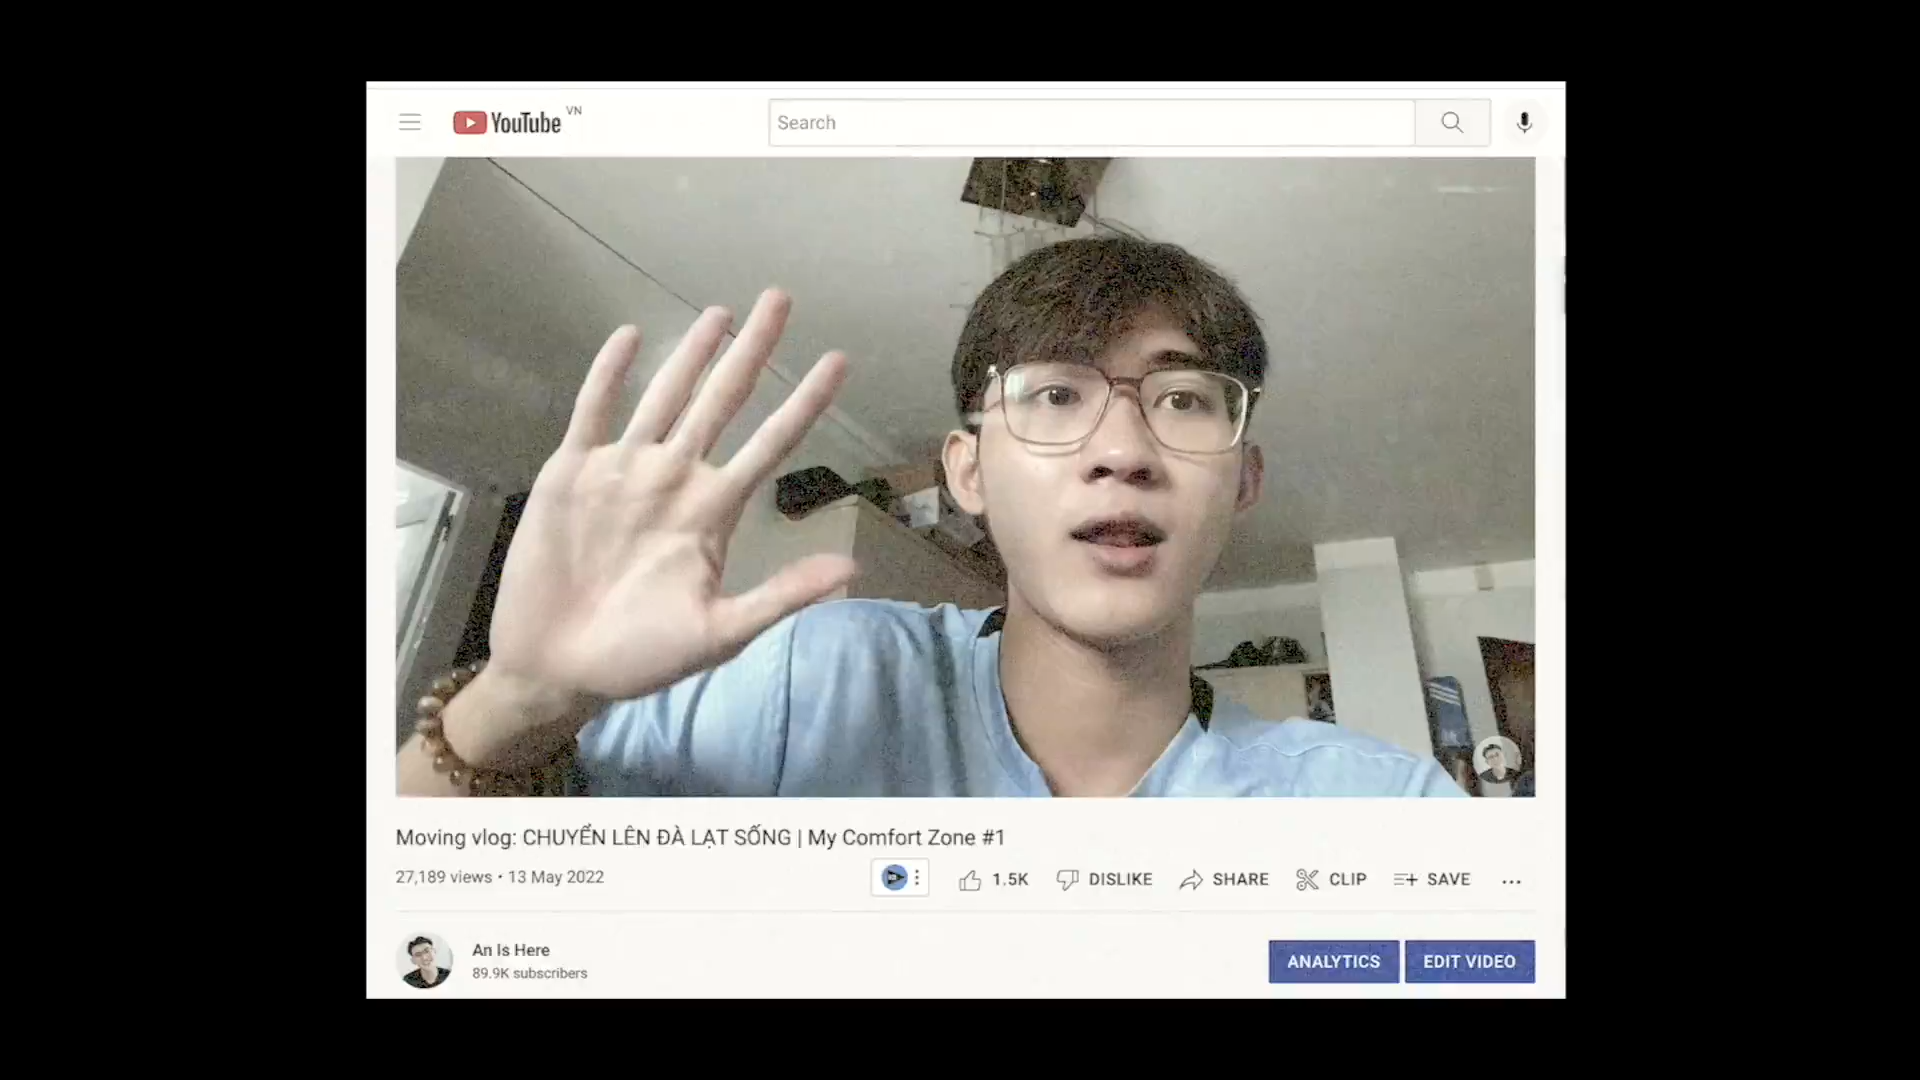 YouTube VN
Search
Moving vlog: CHUYỂN LÊN ĐÀ LẠT SỐNG | My Comfort Zone #1
27,189 views • 13 May 2022
1.5K
DISLIKE
SHARE
CLIP
SAVE
An Is Here
89.9K subscribers
ANALYTICS
EDIT VIDEO